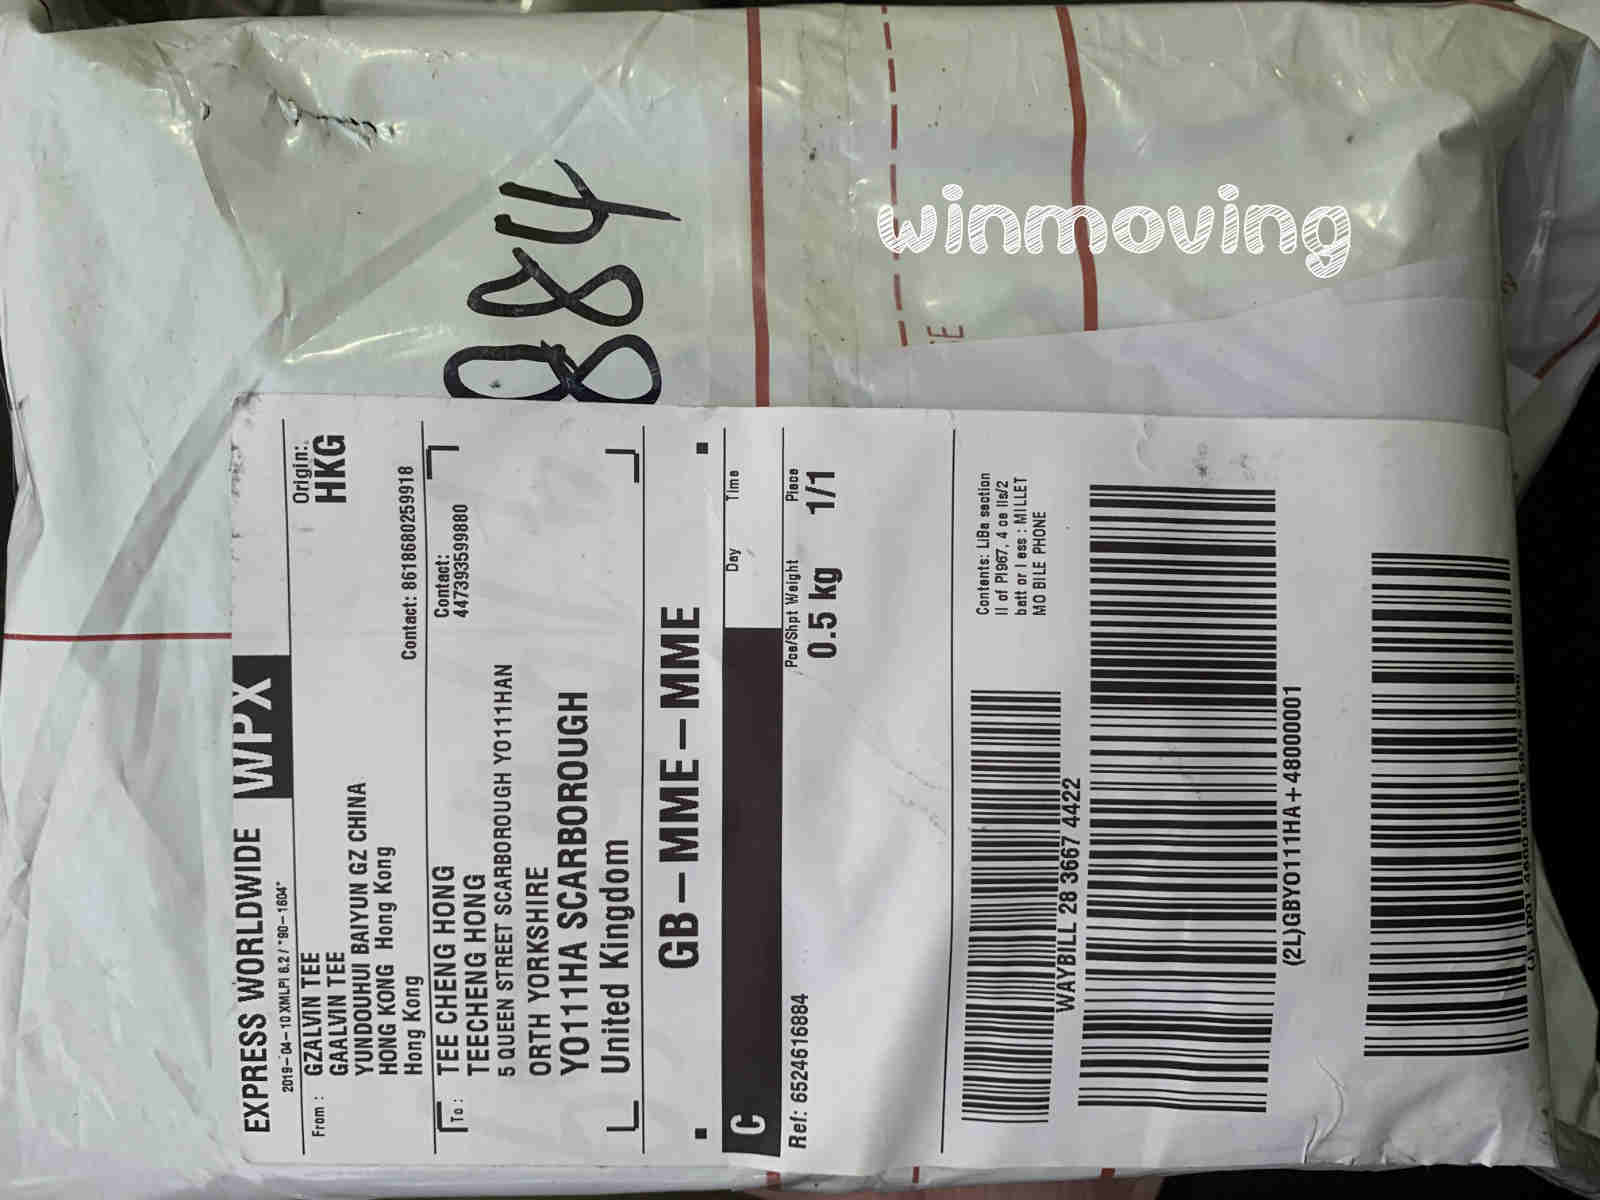 884
winmoving
EXPRESS WORLDWIDE WPX
2019-04-10 XMLPI 6.2 / *90-1604*
Origin:
HKG
From :
GZALVIN TEE
GAALVIN TEE
YUNDOUHUI BAIYUN GZ CHINA
HONG KONG Hong Kong
Hong Kong
Contact: 8618680259918
To :
TEE CHENG HONG
TEECHENG HONG
5 QUEEN STREET SCARBOROUGH YO111HAN
ORTH YORKSHIRE
YO111HA SCARBOROUGH
United Kingdom
Contact:
447393599880
GB-MME-MME
C
Day Time
Ref: 6524616884
Pce/Shpt Weight
0.5 kg
Piece
1/1
Contents: LiBa section
II of PI967, 4 ce lls/2
batt or I ess : MILLET
MO BILE PHONE
WAYBILL 28 3667 4422
(2L)GBYO111HA+48000001